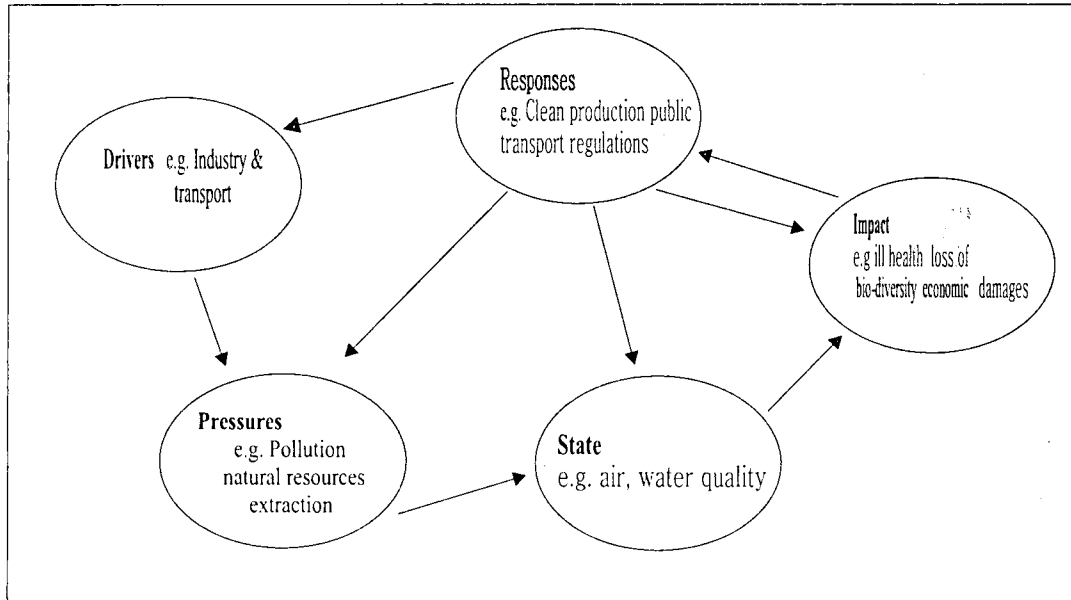 Responses
e.g. Clean production public
transport regulations
Drivers e.g. Industry &
transport
Impact
e.g ill health loss of
bio-diversity economic damages
Pressures
e.g. Pollution
natural resources
extraction
State
e.g. air, water quality